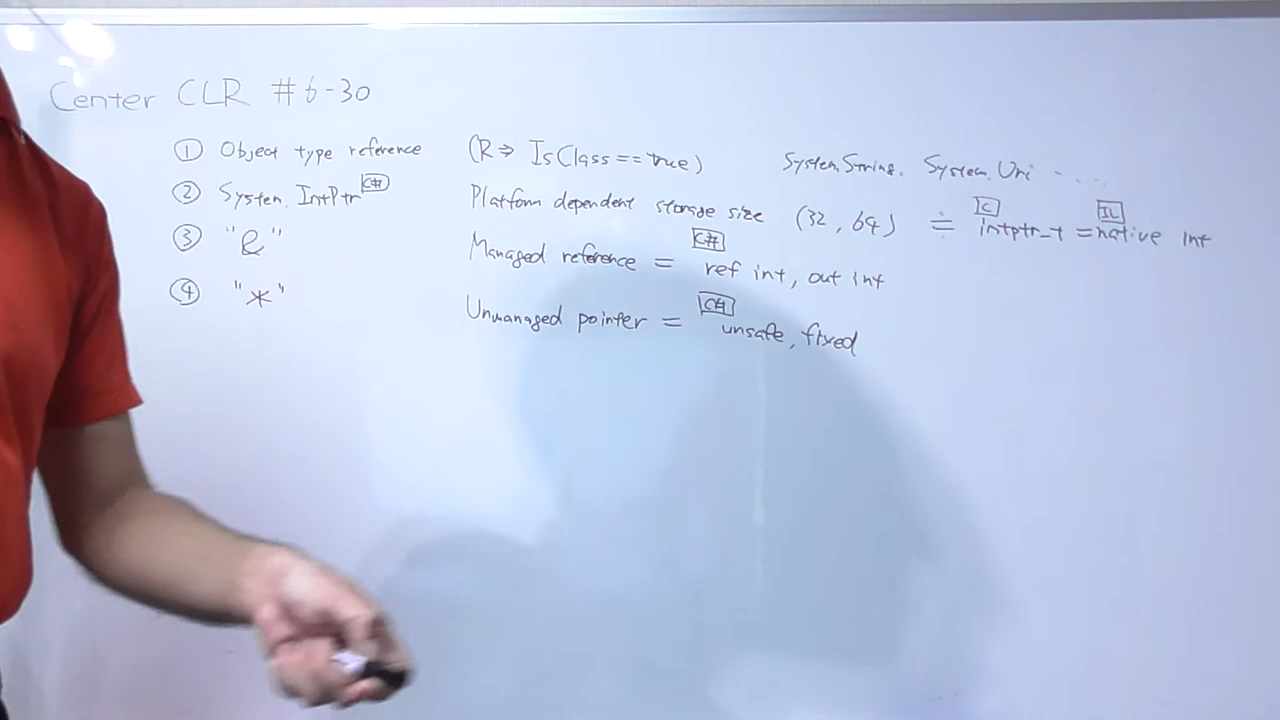 Center CLR #6-30
① Object type reference (R⇒ IsClass==true) System.String, System.Uri ....
② System.IntPtr C# Platform dependent storage size (32, 64) ≒ C intptr_t = IL native int
③ "&" Managed reference = C# ref int, out int
④ "*" Unmanaged pointer = C# unsafe, fixed